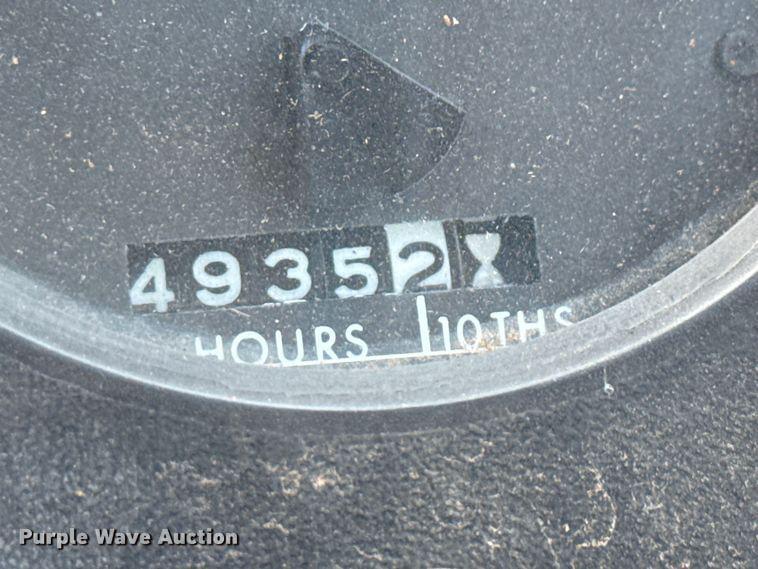 49352
HOURS 10THS
Purple Wave Auction